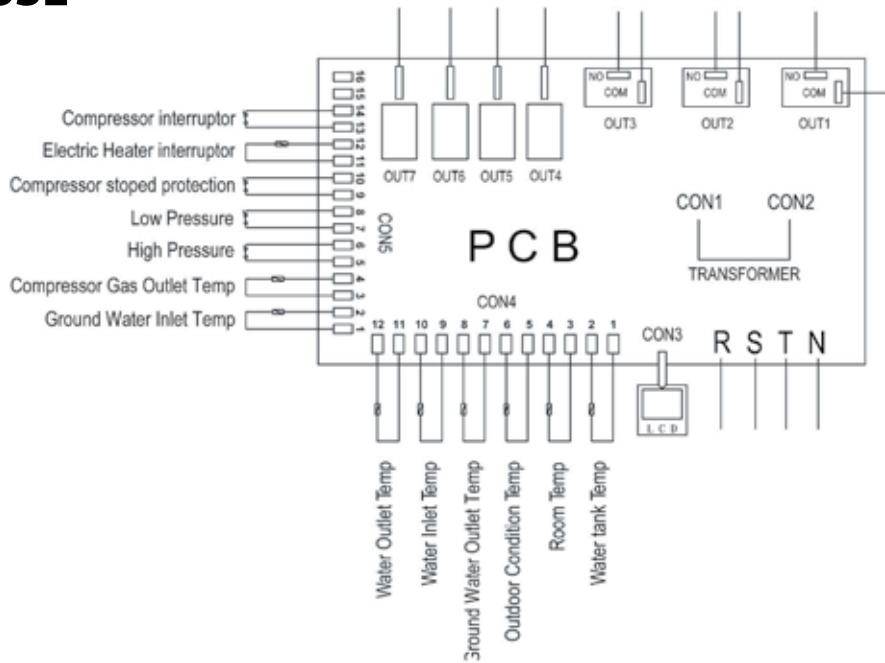 NO
COM
OUT3
NO
COM
OUT2
NO
COM
OUT1
OUT7
OUT6
OUT5
OUT4
16
15
14
13
12
11
10
9
8
7
6
5
4
3
2
1
Compressor interruptor
Electric Heater interruptor
Compressor stoped protection
Low Pressure
High Pressure
Compressor Gas Outlet Temp
Ground Water Inlet Temp
CON5
PCB
CON1
CON2
TRANSFORMER
CON4
12 11 10 9 8 7 6 5 4 3 2 1
CON3
LCD
R S T N
Water Outlet Temp
Water Inlet Temp
Ground Water Outlet Temp
Outdoor Condition Temp
Room Temp
Water tank Temp